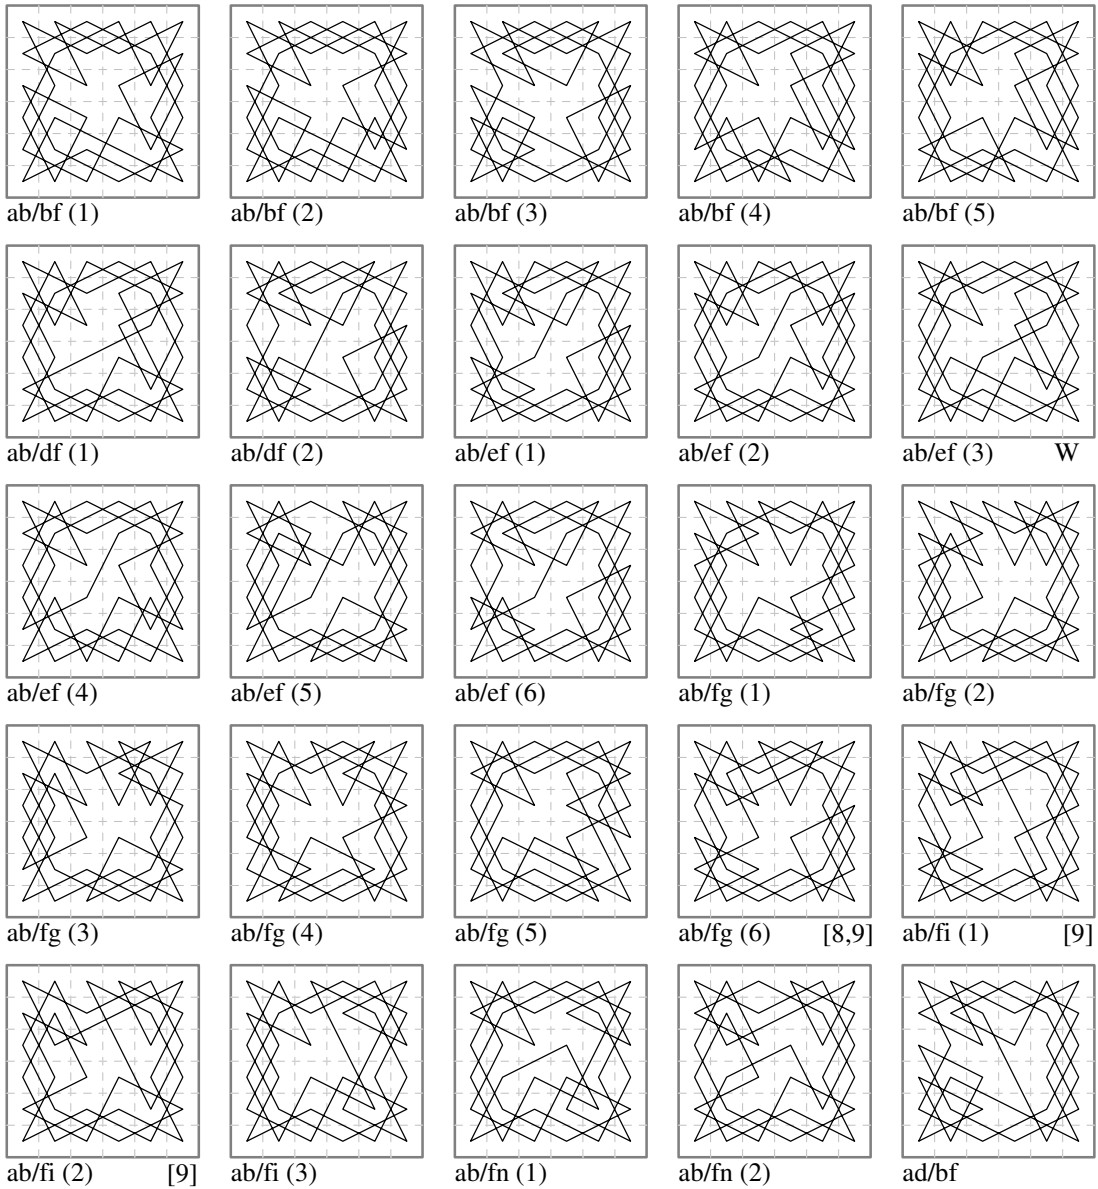 ab/bf (1) ab/bf (2) ab/bf (3) ab/bf (4) ab/bf (5)
ab/df (1) ab/df (2) ab/ef (1) ab/ef (2) ab/ef (3) W
ab/ef (4) ab/ef (5) ab/ef (6) ab/fg (1) ab/fg (2)
ab/fg (3) ab/fg (4) ab/fg (5) ab/fg (6) [8,9] ab/fi (1) [9]
ab/fi (2) [9] ab/fi (3) ab/fn (1) ab/fn (2) ad/bf